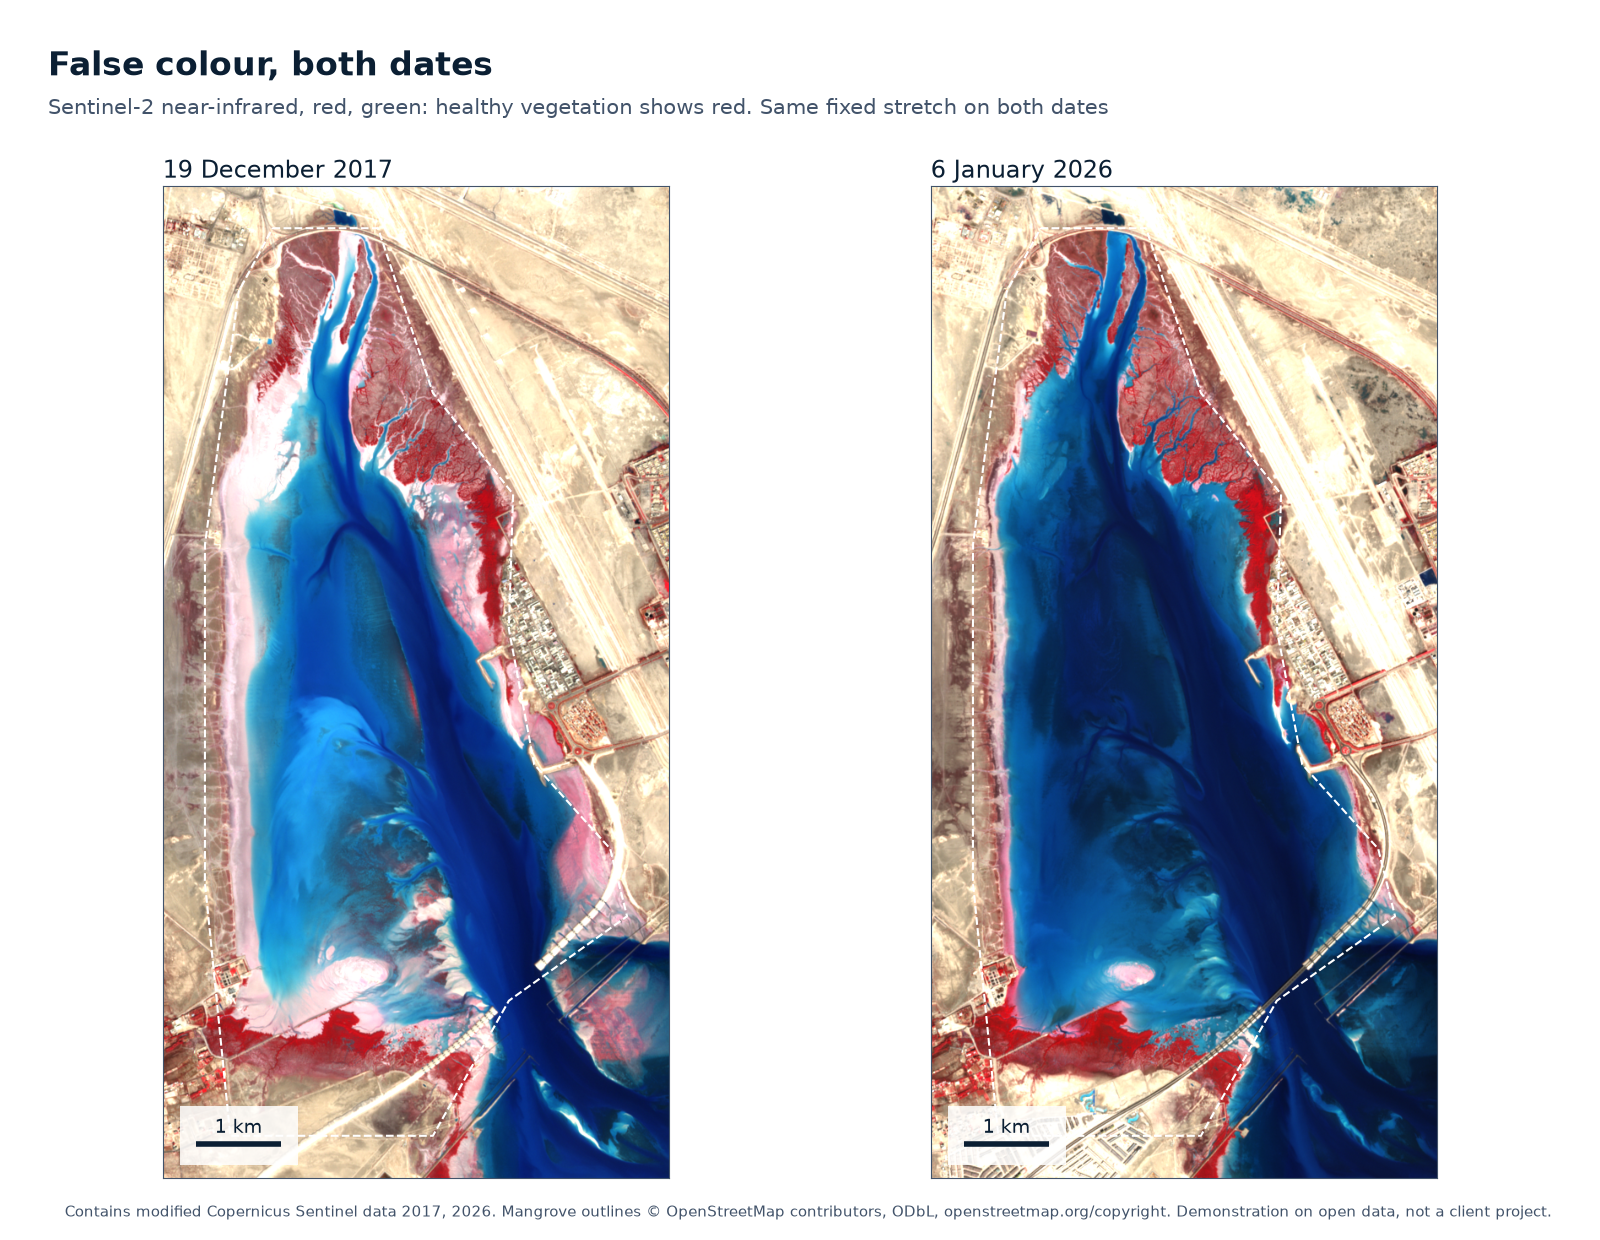 False colour, both dates
Sentinel-2 near-infrared, red, green: healthy vegetation shows red. Same fixed stretch on both dates
19 December 2017
6 January 2026
1 km
1 km
Contains modified Copernicus Sentinel data 2017, 2026. Mangrove outlines © OpenStreetMap contributors, ODbL, openstreetmap.org/copyright. Demonstration on open data, not a client project.